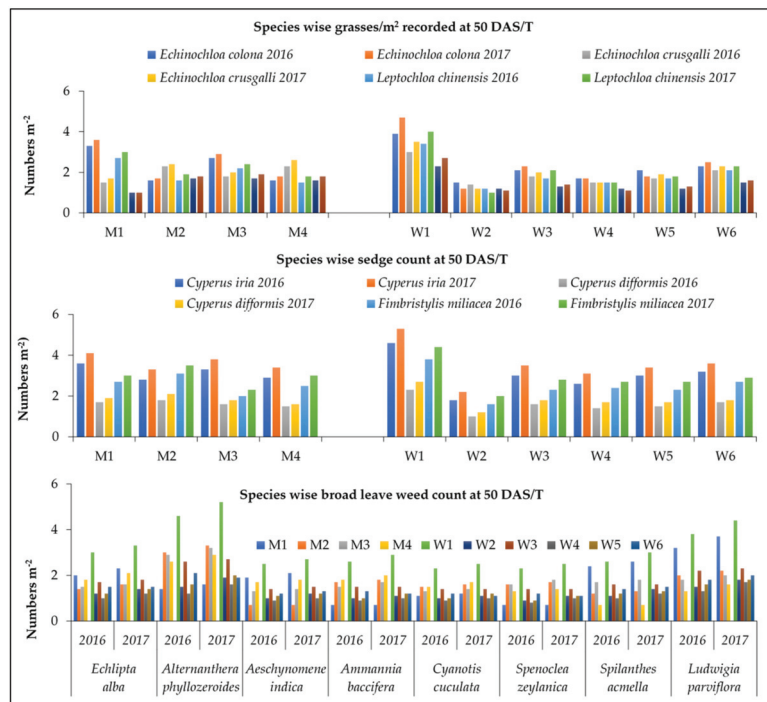 Species wise grasses/m² recorded at 50 DAS/T
Echinochloa colona 2016
Echinochloa colona 2017
Echinochloa crusgalli 2016
Echinochloa crusgalli 2017
Leptochloa chinensis 2016
Leptochloa chinensis 2017
Numbers m⁻²
6
4
2
0
M1 M2 M3 M4 W1 W2 W3 W4 W5 W6
Species wise sedge count at 50 DAS/T
Cyperus iria 2016
Cyperus iria 2017
Cyperus difformis 2016
Cyperus difformis 2017
Fimbristylis miliacea 2016
Fimbristylis miliacea 2017
Numbers m⁻²)
6
4
2
0
M1 M2 M3 M4 W1 W2 W3 W4 W5 W6
Species wise broad leave weed count at 50 DAS/T
M1 M2 M3 M4 W1 W2 W3 W4 W5 W6
Numbers m⁻²
6
4
2
0
2016 2017 2016 2017 2016 2017 2016 2017 2016 2017 2016 2017 2016 2017 2016 2017
Echlipta Alternanthera Aeschynomene Ammannia Cyanotis Spenoclea Spilanthes Ludwigia
alba phyllozeroides indica baccifera cuculata zeylanica acmella parviflora